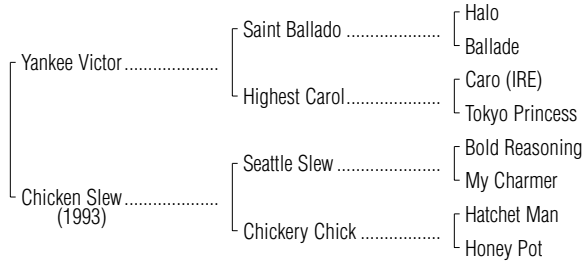 Halo
Saint Ballado ......................
Ballade
Yankee Victor......................
Caro (IRE)
Highest Carol......................
Tokyo Princess
Bold Reasoning
Seattle Slew ........................
My Charmer
Chicken Slew ......................
(1993)
Hatchet Man
Chickery Chick ....................
Honey Pot